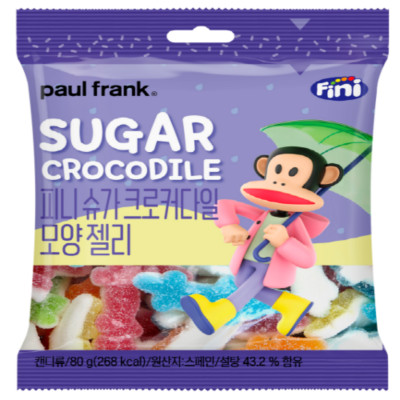 paul frank®
Fini
SUGAR
CROCODILE
피니 슈가 크로커다일
모양 젤리
캔디류/80 g(268 kcal)/원산지:스페인/설탕 43.2 % 함유